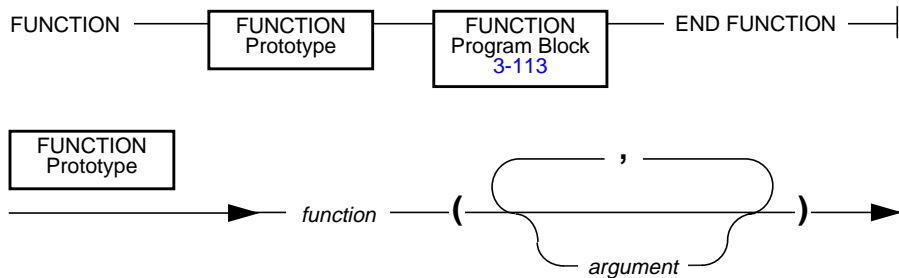 FUNCTION FUNCTION Prototype FUNCTION Program Block 3-113 END FUNCTION
FUNCTION
Prototype
function ( , argument )